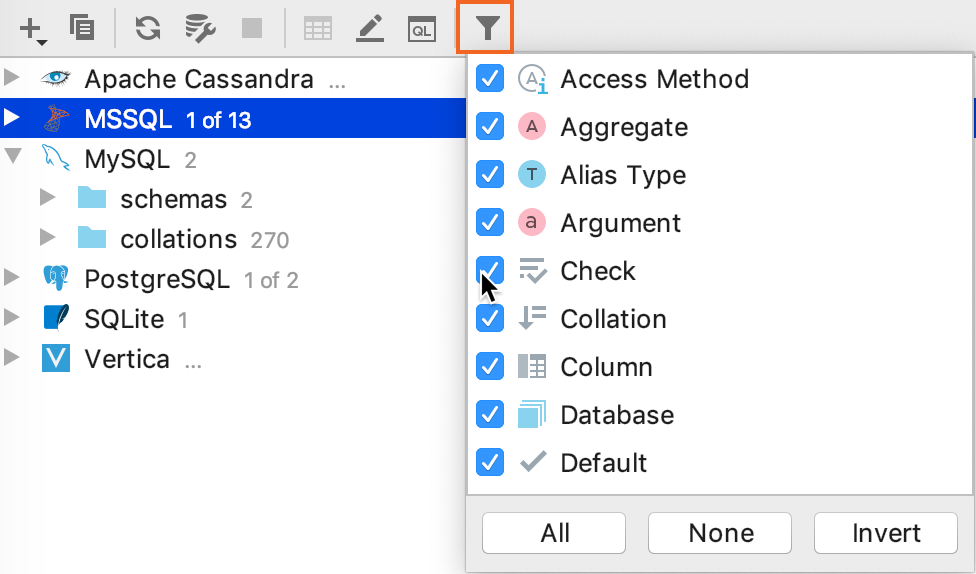 QL
Apache Cassandra ...
MSSQL 1 of 13
MySQL 2
schemas 2
collations 270
PostgreSQL 1 of 2
SQLite 1
V Vertica ...
A i Access Method
A Aggregate
T Alias Type
a Argument
Check
Collation
Column
Database
Default
All None Invert